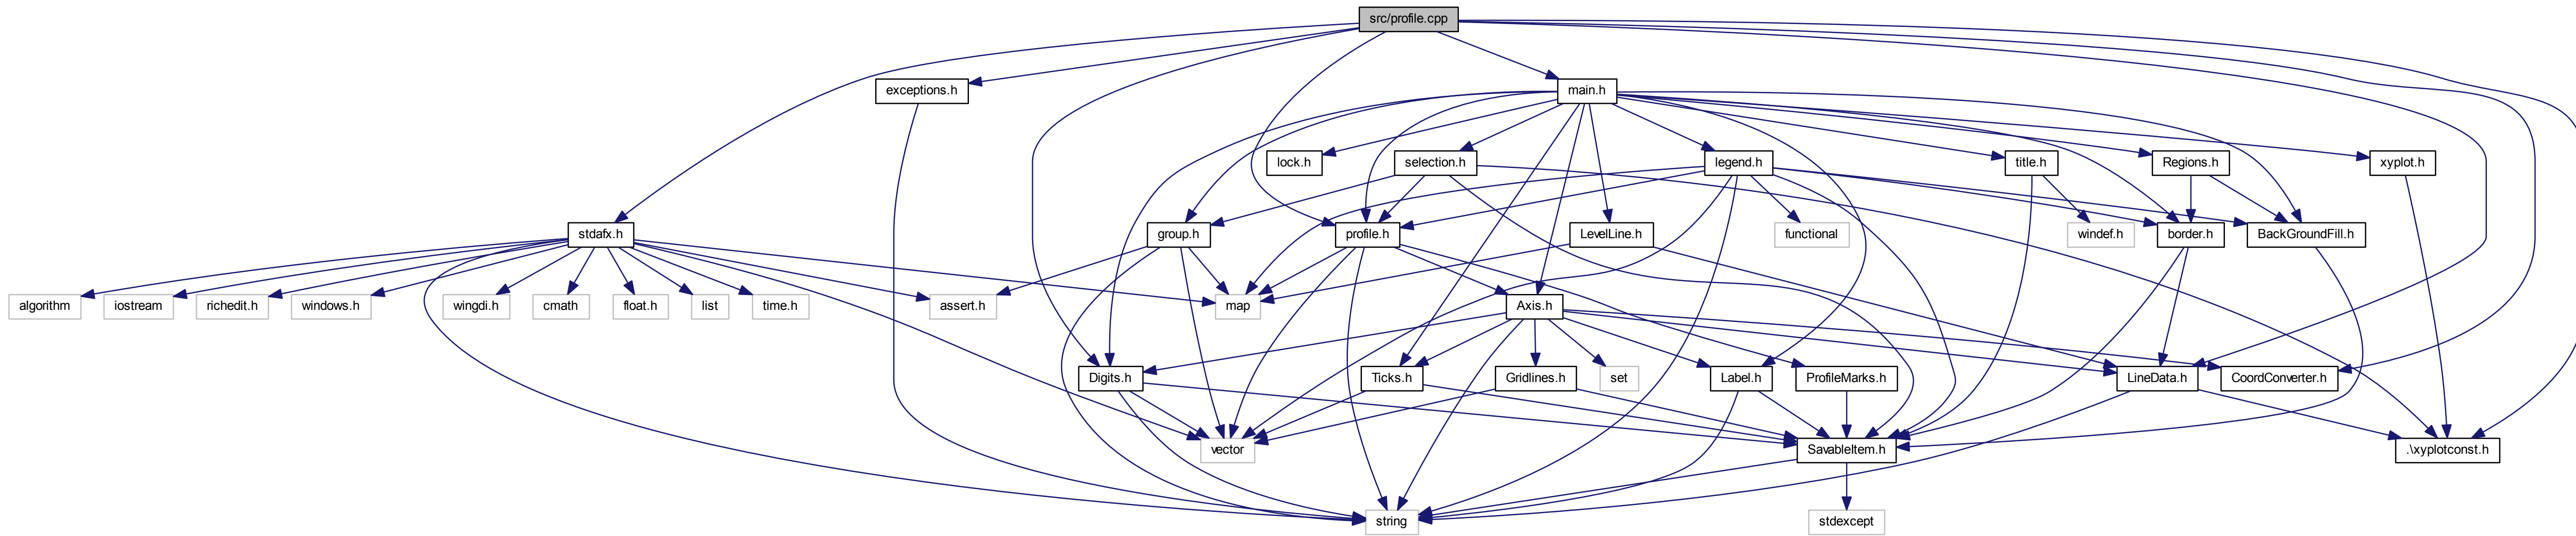 src/profile.cpp
exceptions.h
main.h
lock.h
selection.h
legend.h
title.h
Regions.h
xyplot.h
stdafx.h
group.h
profile.h
LevelLine.h
functional
windef.h
border.h
BackGroundFill.h
algorithm
iostream
richedit.h
windows.h
wingdi.h
cmath
float.h
list
time.h
assert.h
map
Axis.h
Digits.h
Ticks.h
Gridlines.h
set
Label.h
ProfileMarks.h
LineData.h
CoordConverter.h
vector
SavableItem.h
.\xyplotconst.h
string
stdexcept